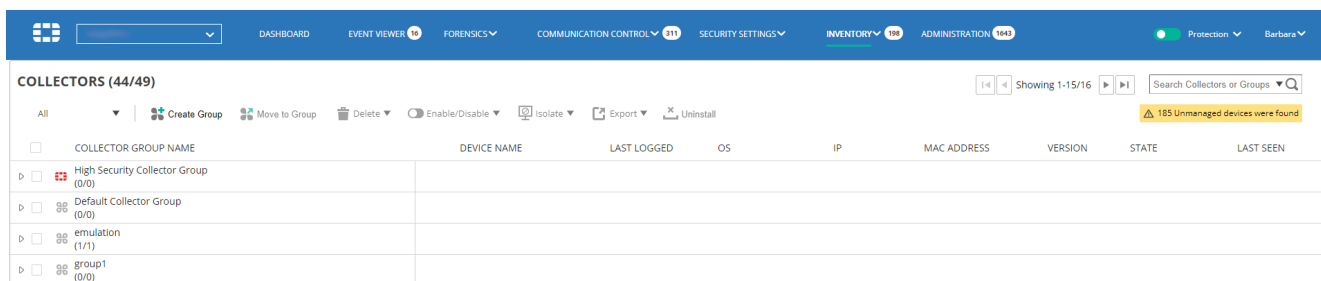 DASHBOARD EVENT VIEWER 16 FORENSICS COMMUNICATION CONTROL 311 SECURITY SETTINGS INVENTORY 198 ADMINISTRATION 1643 Protection Barbara
COLLECTORS (44/49) Showing 1-15/16 Search Collectors or Groups
All Create Group Move to Group Delete Enable/Disable Isolate Export Uninstall 185 Unmanaged devices were found
COLLECTOR GROUP NAME DEVICE NAME LAST LOGGED OS IP MAC ADDRESS VERSION STATE LAST SEEN
High Security Collector Group
(0/0)
Default Collector Group
(0/0)
emulation
(1/1)
group1
(0/0)